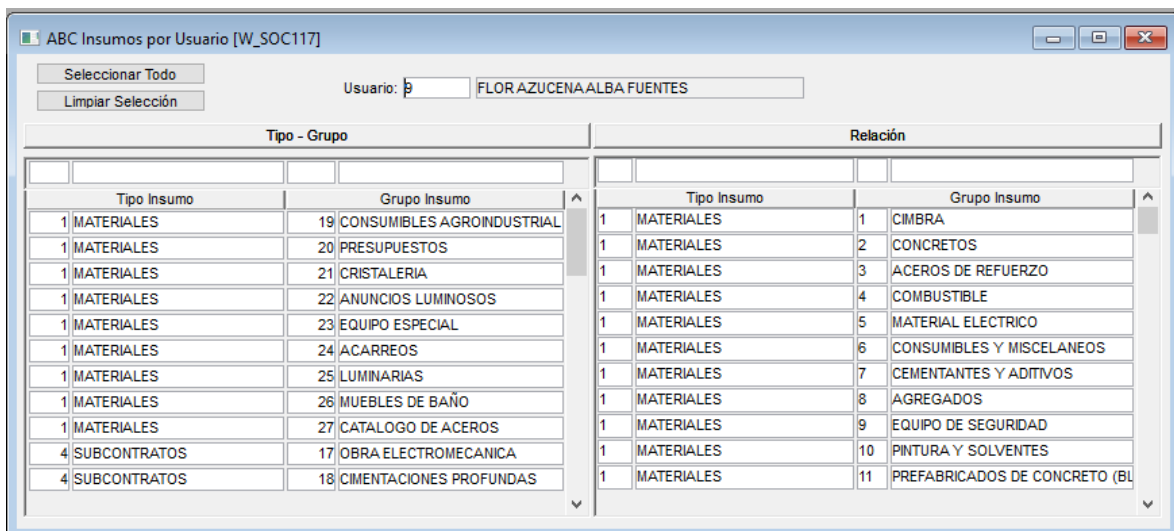 ABC Insumos por Usuario [W_SOC117]
Seleccionar Todo
Limpiar Selección
Usuario: 9 FLOR AZUCENA ALBA FUENTES
Tipo - Grupo
Tipo Insumo Grupo Insumo
1 MATERIALES 19 CONSUMIBLES AGROINDUSTRIAL
1 MATERIALES 20 PRESUPUESTOS
1 MATERIALES 21 CRISTALERIA
1 MATERIALES 22 ANUNCIOS LUMINOSOS
1 MATERIALES 23 EQUIPO ESPECIAL
1 MATERIALES 24 ACARREOS
1 MATERIALES 25 LUMINARIAS
1 MATERIALES 26 MUEBLES DE BAÑO
1 MATERIALES 27 CATALOGO DE ACEROS
4 SUBCONTRATOS 17 OBRA ELECTROMECANICA
4 SUBCONTRATOS 18 CIMENTACIONES PROFUNDAS
Relación
Tipo Insumo Grupo Insumo
1 MATERIALES 1 CIMBRA
1 MATERIALES 2 CONCRETOS
1 MATERIALES 3 ACEROS DE REFUERZO
1 MATERIALES 4 COMBUSTIBLE
1 MATERIALES 5 MATERIAL ELECTRICO
1 MATERIALES 6 CONSUMIBLES Y MISCELANEOS
1 MATERIALES 7 CEMENTANTES Y ADITIVOS
1 MATERIALES 8 AGREGADOS
1 MATERIALES 9 EQUIPO DE SEGURIDAD
1 MATERIALES 10 PINTURA Y SOLVENTES
1 MATERIALES 11 PREFABRICADOS DE CONCRETO (BL